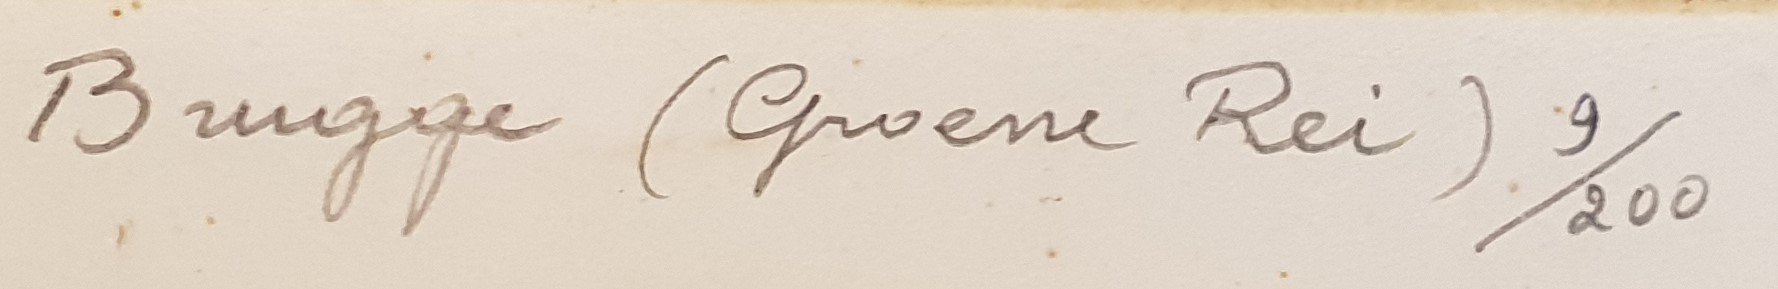 Brugge (Groene Rei) 9/200